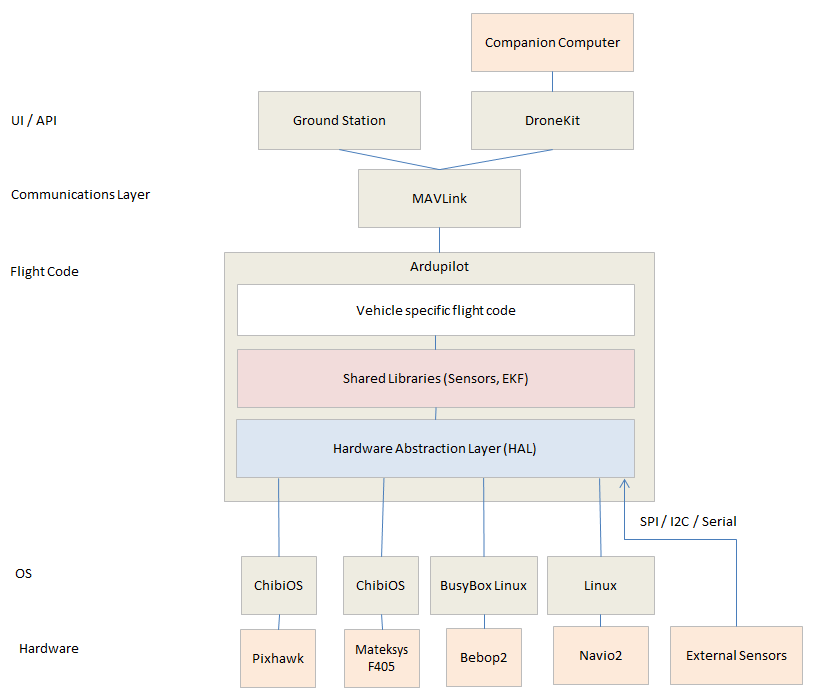 Companion Computer
UI / API
Ground Station
DroneKit
Communications Layer
MAVLink
Flight Code
Ardupilot
Vehicle specific flight code
Shared Libraries (Sensors, EKF)
Hardware Abstraction Layer (HAL)
SPI / I2C / Serial
OS
ChibiOS
ChibiOS
BusyBox Linux
Linux
Hardware
Pixhawk
Mateksys
F405
Bebop2
Navio2
External Sensors